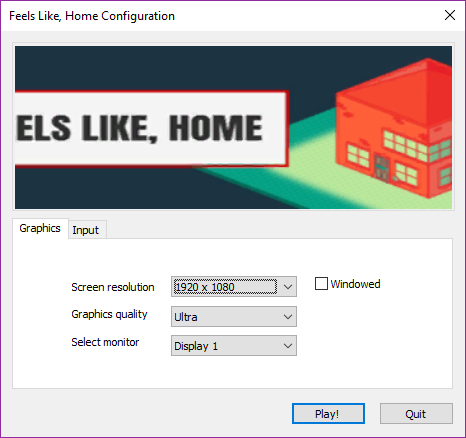 Feels Like, Home Configuration
ELS LIKE, HOME
Graphics Input
Screen resolution 1920 x 1080 Windowed
Graphics quality Ultra
Select monitor Display 1
Play! Quit